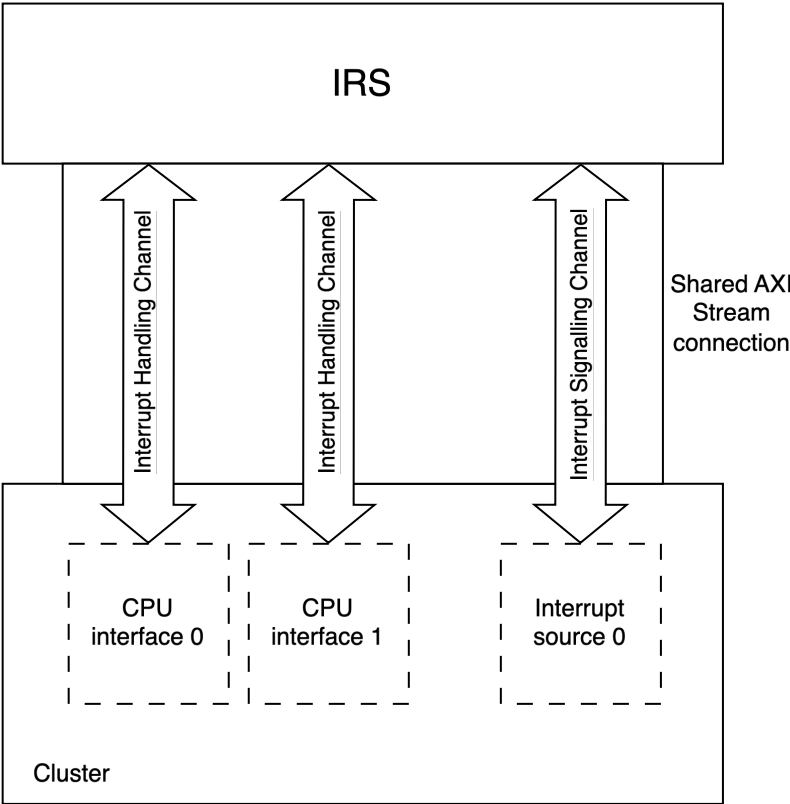 IRS
Interrupt Handling Channel
Interrupt Handling Channel
Interrupt Signalling Channel
Shared AXI
Stream
connection
CPU
interface 0
CPU
interface 1
Interrupt
source 0
Cluster